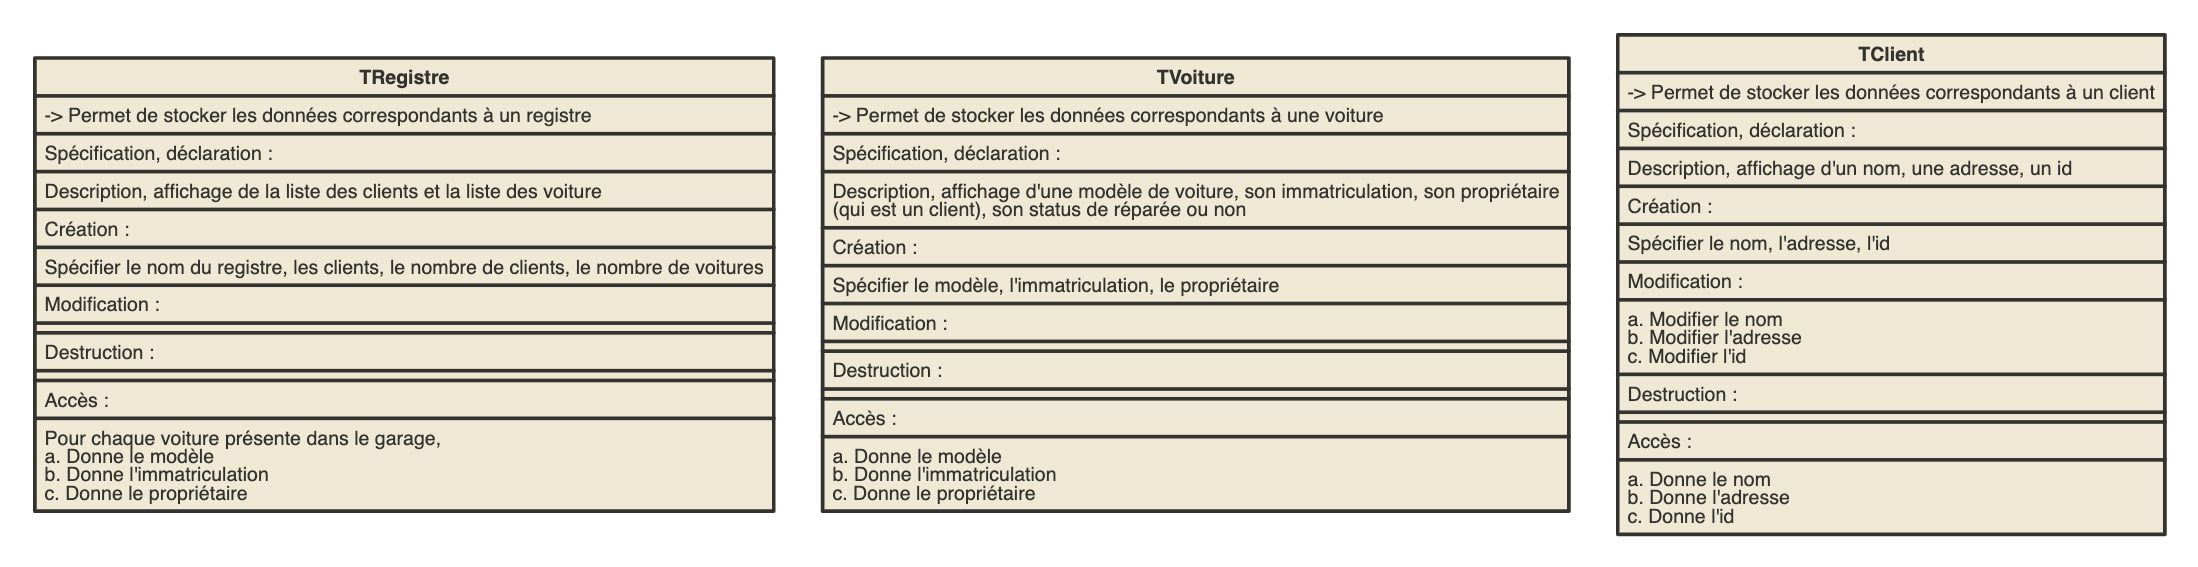 TRegistre
-> Permet de stocker les données correspondants à un registre
Spécification, déclaration :
Description, affichage de la liste des clients et la liste des voiture
Création :
Spécifier le nom du registre, les clients, le nombre de clients, le nombre de voitures
Modification :
Destruction :
Accès :
Pour chaque voiture présente dans le garage,
a. Donne le modèle
b. Donne l'immatriculation
c. Donne le propriétaire
TVoiture
-> Permet de stocker les données correspondants à une voiture
Spécification, déclaration :
Description, affichage d'une modèle de voiture, son immatriculation, son propriétaire
(qui est un client), son status de réparée ou non
Création :
Spécifier le modèle, l'immatriculation, le propriétaire
Modification :
Destruction :
Accès :
a. Donne le modèle
b. Donne l'immatriculation
c. Donne le propriétaire
TClient
-> Permet de stocker les données correspondants à un client
Spécification, déclaration :
Description, affichage d'un nom, une adresse, un id
Création :
Spécifier le nom, l'adresse, l'id
Modification :
a. Modifier le nom
b. Modifier l'adresse
c. Modifier l'id
Destruction :
Accès :
a. Donne le nom
b. Donne l'adresse
c. Donne l'id